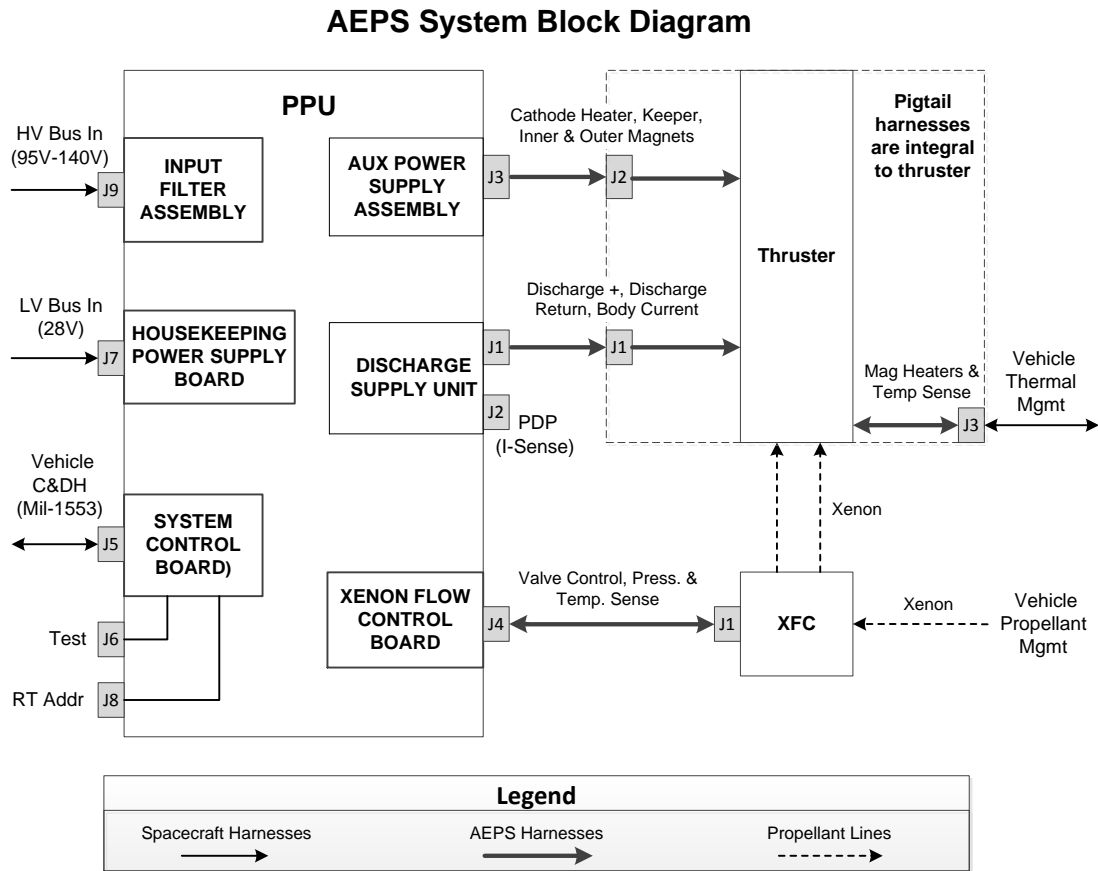 AEPS System Block Diagram
PPU
HV Bus In
(95V-140V)
J9
INPUT
FILTER
ASSEMBLY
AUX POWER
SUPPLY
ASSEMBLY
J3
Cathode Heater, Keeper,
Inner & Outer Magnets
J2
Thruster
Pigtail
harnesses
are integral
to thruster
LV Bus In
(28V)
J7
HOUSEKEEPING
POWER SUPPLY
BOARD
DISCHARGE
SUPPLY UNIT
J1
Discharge +, Discharge
Return, Body Current
J1
J2
PDP
(I-Sense)
Mag Heaters &
Temp Sense
J3
Vehicle
Thermal
Mgmt
Vehicle
C&DH
(Mil-1553)
J5
SYSTEM
CONTROL
BOARD)
Test
J6
RT Addr
J8
XENON FLOW
CONTROL
BOARD
J4
Valve Control, Press. &
Temp. Sense
J1
XFC
Xenon
Xenon
Vehicle
Propellant
Mgmt
Legend
Spacecraft Harnesses
AEPS Harnesses
Propellant Lines